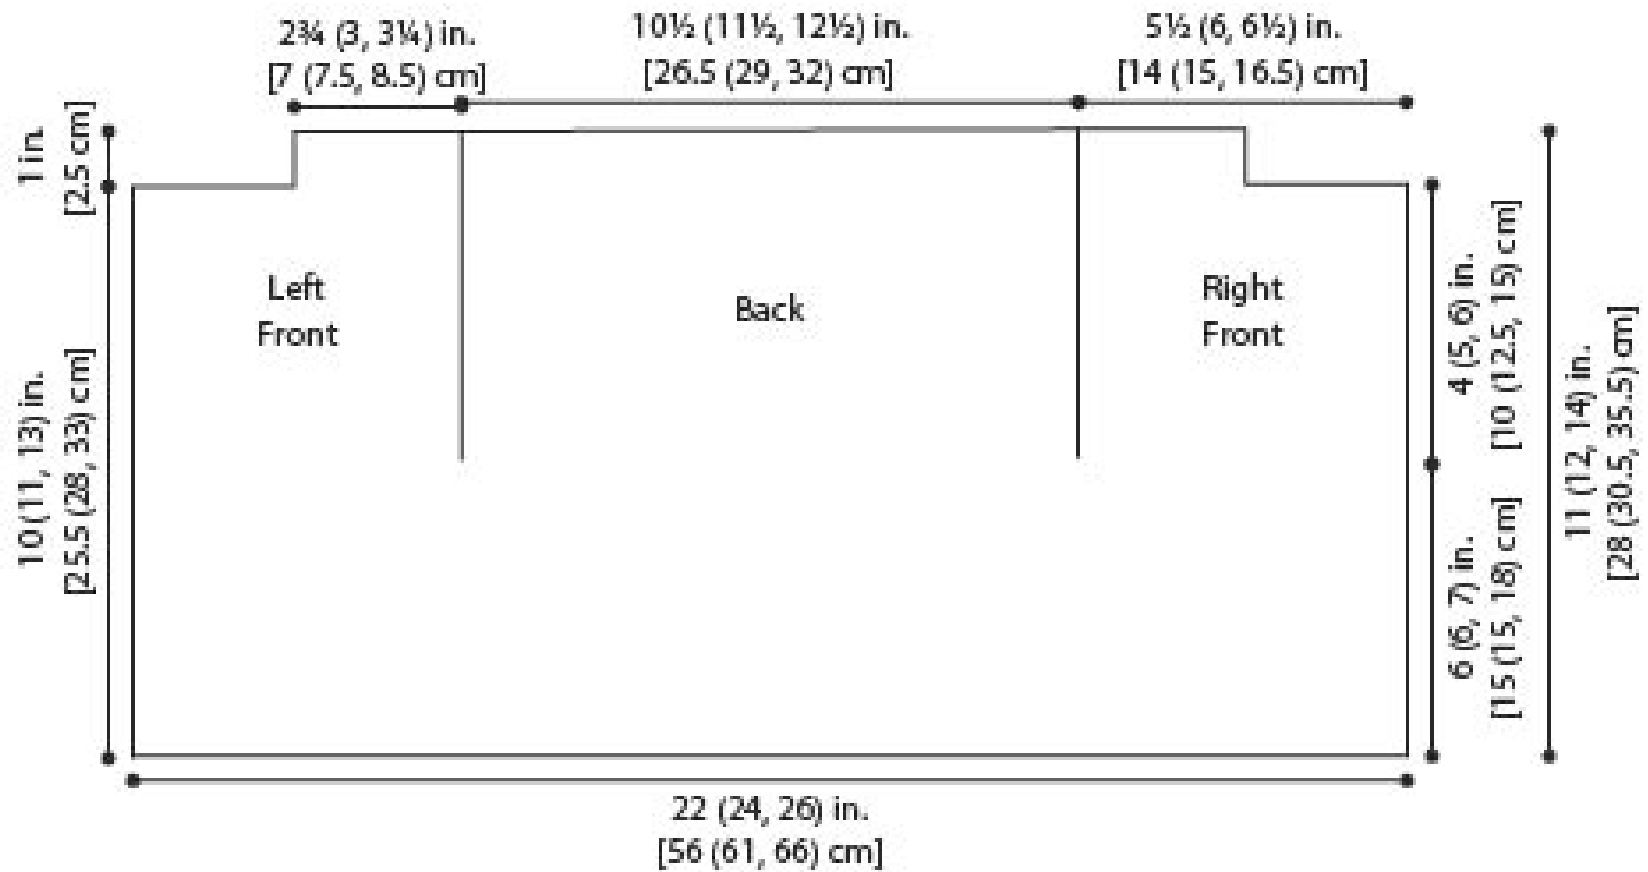 2¾ (3, 3¼) in.
[7 (7.5, 8.5) cm]
10½ (11½, 12½) in.
[26.5 (29, 32) cm]
5½ (6, 6½) in.
[14 (15, 16.5) cm]
1 in.
[2.5 cm]
10 (11, 13) in.
[25.5 (28, 33) cm]
Left
Front
Back
Right
Front
4 (5, 6) in.
[10 (12.5, 15) cm]
6 (6, 7) in.
[15 (15, 18) cm]
11 (12, 14) in.
[28 (30.5, 35.5) cm]
22 (24, 26) in.
[56 (61, 66) cm]